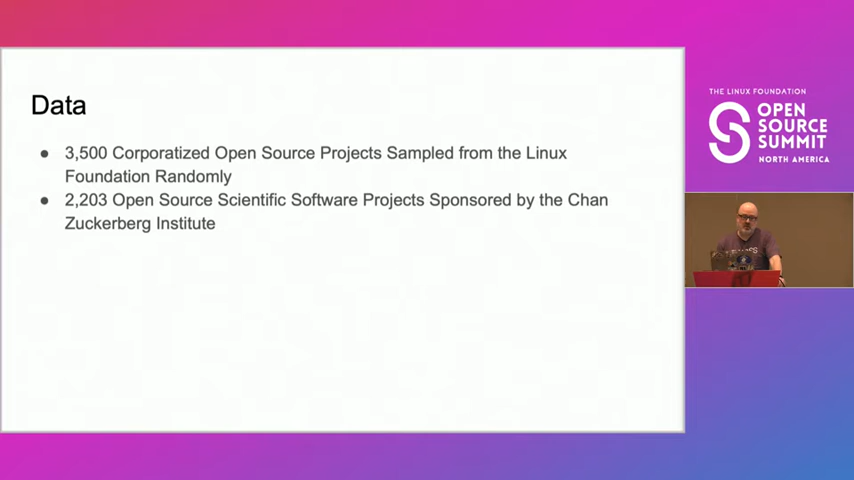 Data
3,500 Corporatized Open Source Projects Sampled from the Linux
Foundation Randomly
2,203 Open Source Scientific Software Projects Sponsored by the Chan
Zuckerberg Institute
THE LINUX FOUNDATION
OPEN
SOURCE
SUMMIT
NORTH AMERICA